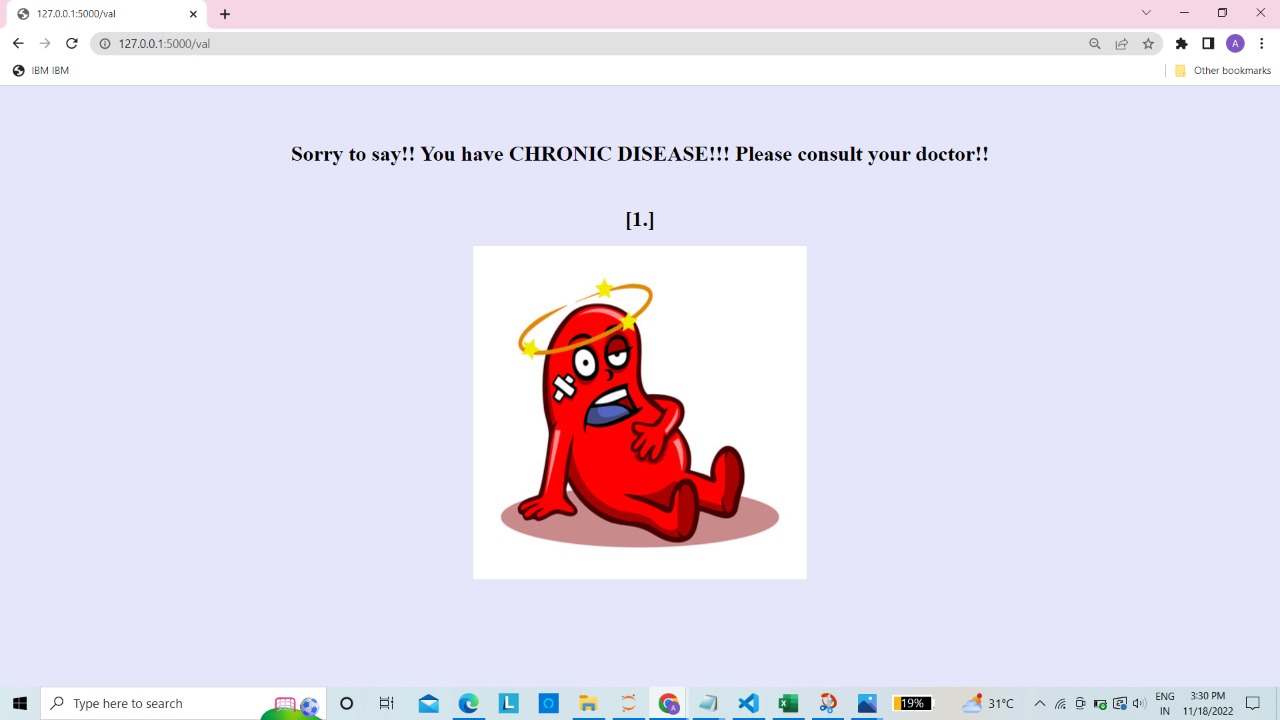 127.0.0.1:5000/val
127.0.0.1:5000/val
A
IBM IBM
Other bookmarks
Sorry to say!! You have CHRONIC DISEASE!!! Please consult your doctor!!
[1.]
Type here to search
L
A
19%
31°C
ENG
IN
3:30 PM
11/18/2022